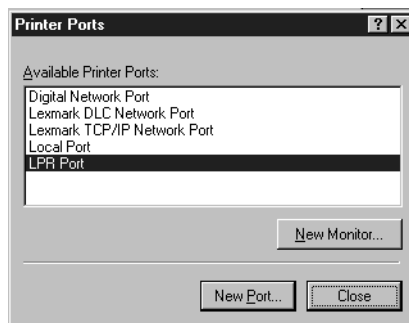 Printer Ports
Available Printer Ports:
Digital Network Port
Lexmark DLC Network Port
Lexmark TCP/IP Network Port
Local Port
LPR Port
New Monitor...
New Port...
Close